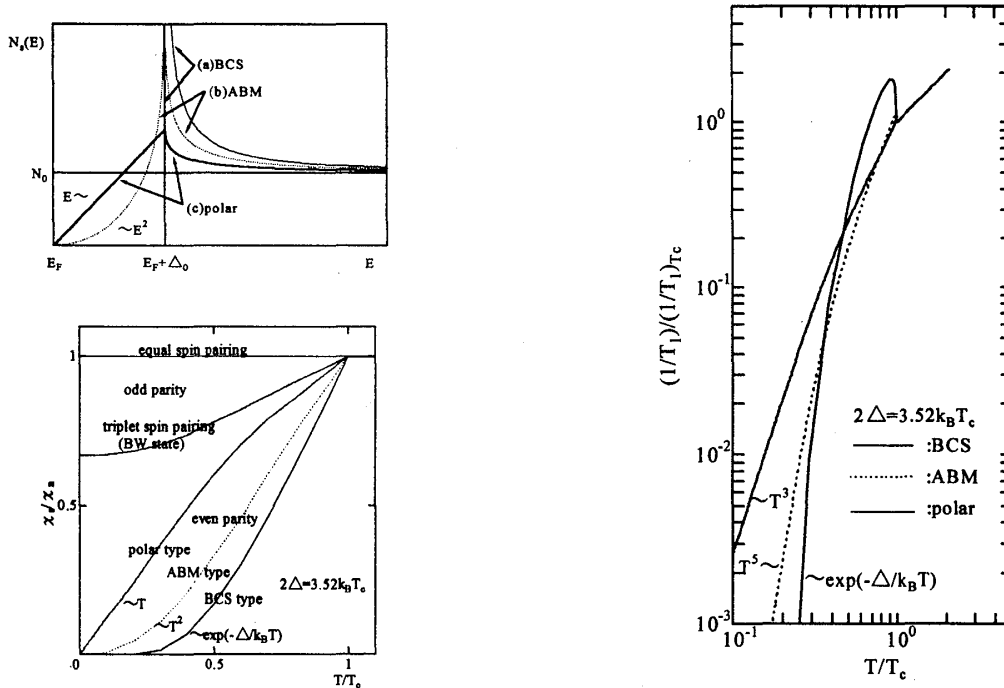 Nₛ(E)
(a)BCS
(b)ABM
N₀
E～
(c)polar
～E²
E_F
E_F+△₀
E
1
equal spin pairing
odd parity
triplet spin pairing
(BW state)
χₛ/χₙ
0.5
even parity
polar type
ABM type
2△=3.52k_BT_c
BCS type
～T
～T²
～exp(-△/k_BT)
0
0.5
1
T/T_c
10⁰
(1/T₁)/(1/T₁)_Tc
10⁻¹
2△=3.52k_BT_c
:BCS
10⁻²
:ABM
～T³
:polar
T⁵～
～exp(-△/k_BT)
10⁻³
10⁻¹
10⁰
T/T_c